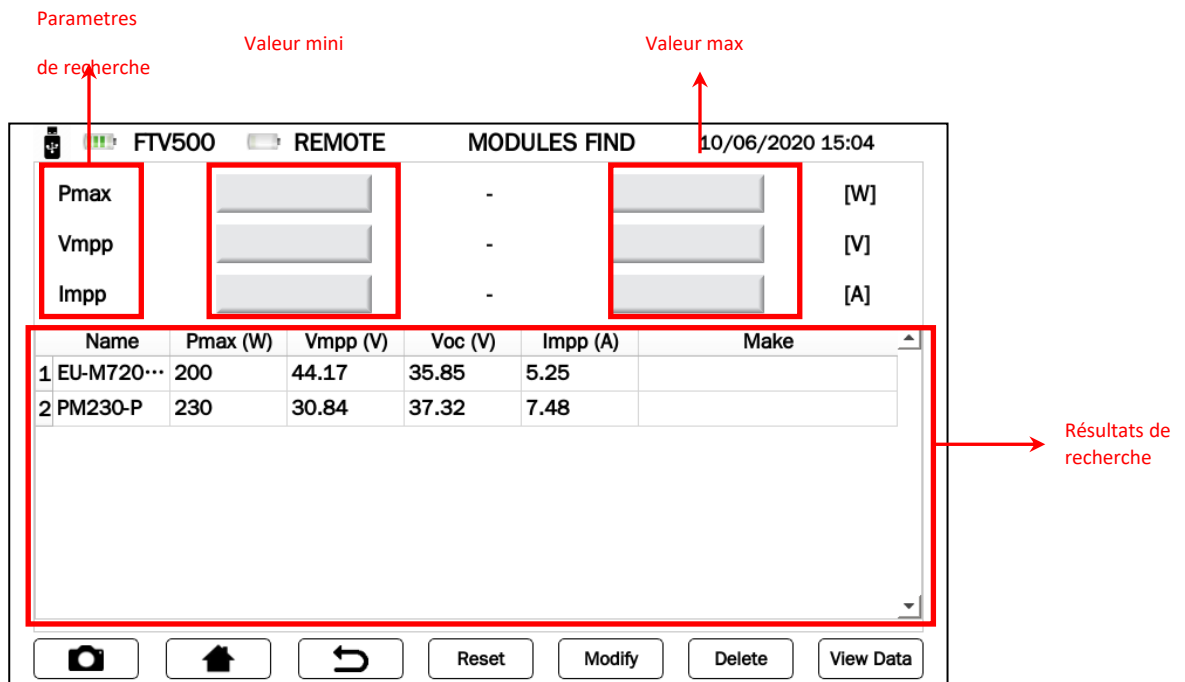 Parametres
de recherche
Valeur mini
Valeur max
FTV500 REMOTE MODULES FIND 10/06/2020 15:04
Pmax - [W]
Vmpp - [V]
Impp - [A]
Name Pmax (W) Vmpp (V) Voc (V) Impp (A) Make
1 EU-M720··· 200 44.17 35.85 5.25
2 PM230-P 230 30.84 37.32 7.48
Résultats de
recherche
Reset Modify Delete View Data